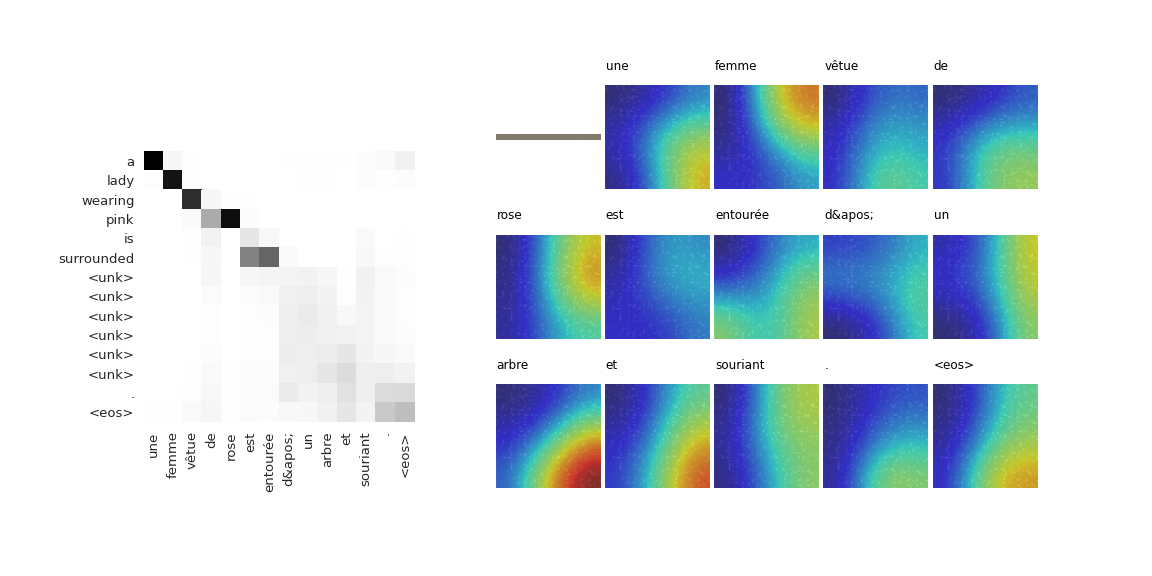 a
lady
wearing
pink
is
surrounded
<unk>
<unk>
<unk>
<unk>
<unk>
<unk>
.
<eos>
une femme vêtue de rose est entourée d&apos; un arbre et souriant . <eos>
une femme vêtue de
rose est entourée d&apos; un
arbre et souriant . <eos>